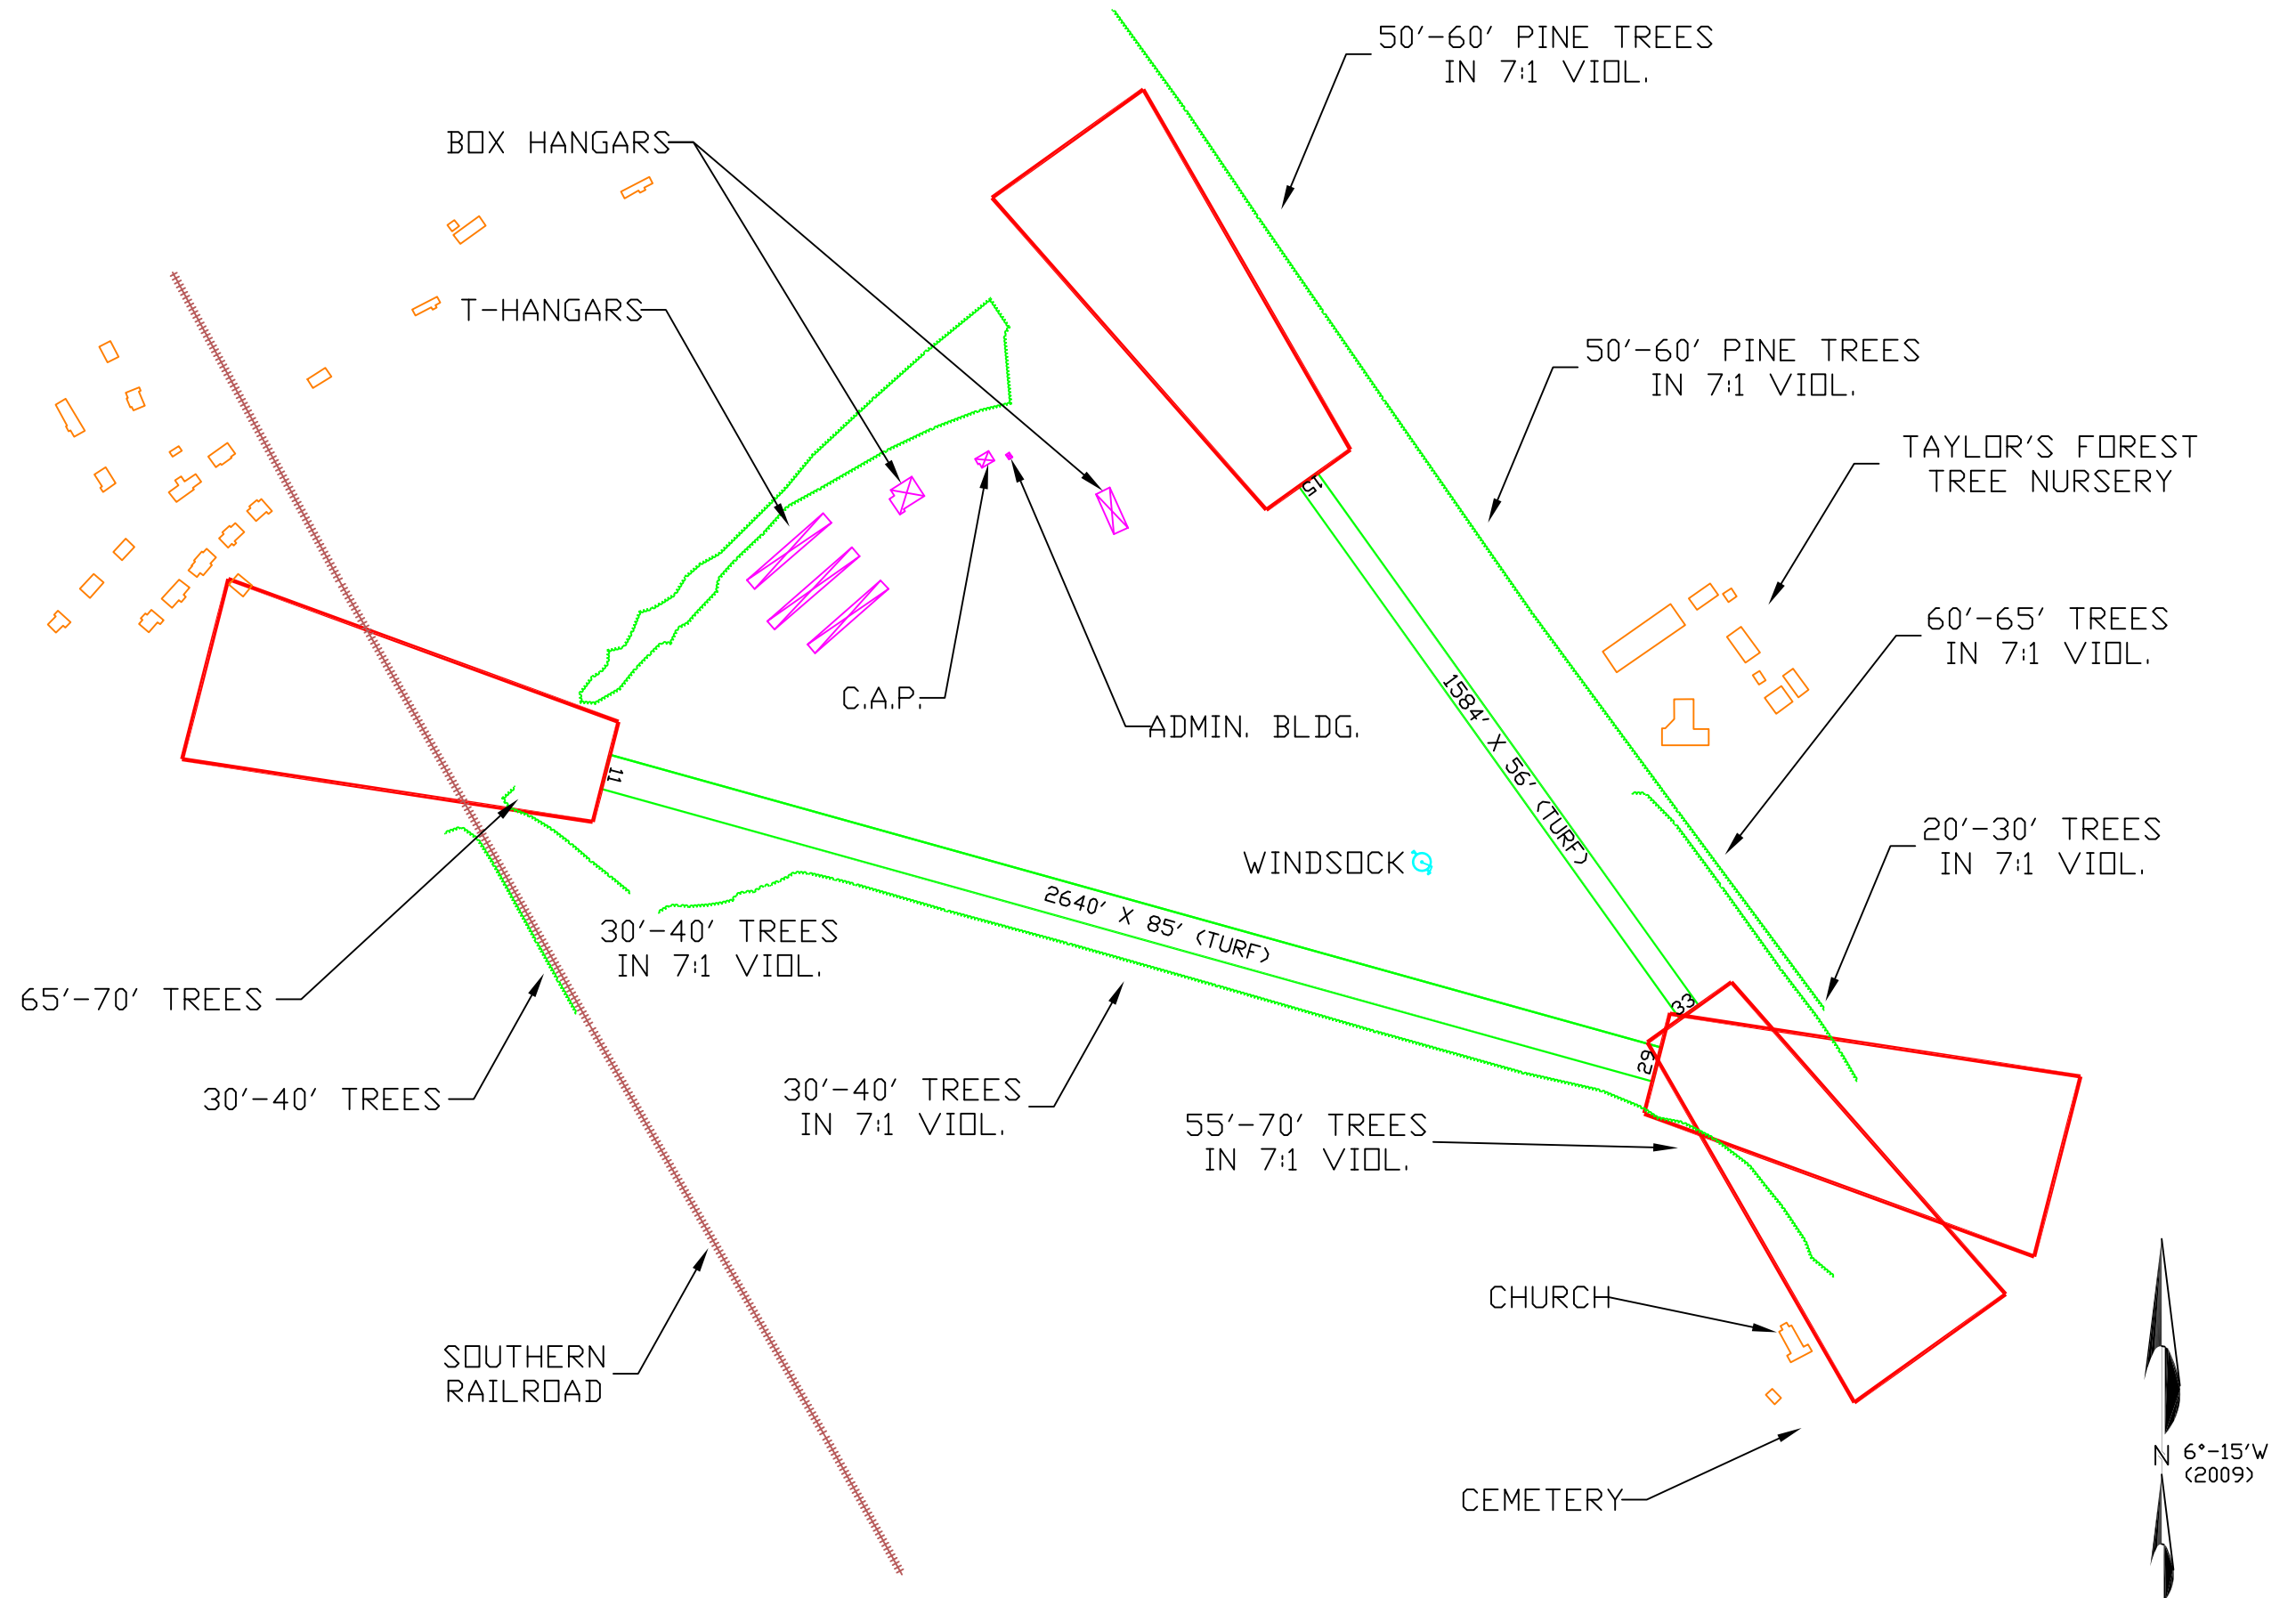 50'-60' PINE TREES
IN 7:1 VIOL.
BOX HANGARS
T-HANGARS
50'-60' PINE TREES
IN 7:1 VIOL.
TAYLOR'S FOREST
TREE NURSERY
15
60'-65' TREES
IN 7:1 VIOL.
C.A.P.
ADMIN. BLDG.
1584' X 56' (TURF)
11
WINDSOCK
20'-30' TREES
IN 7:1 VIOL.
2640' X 85' (TURF)
30'-40' TREES
IN 7:1 VIOL.
65'-70' TREES
33
29
30'-40' TREES
30'-40' TREES
IN 7:1 VIOL.
55'-70' TREES
IN 7:1 VIOL.
CHURCH
SOUTHERN
RAILROAD
N 6°-15'W
(2009)
CEMETERY